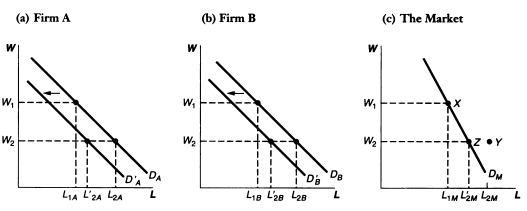 (a) Firm A
W
W₁
W₂
D'A
DA
L₁A L'₂A L₂A L
(b) Firm B
W
W₁
W₂
D'B
DB
L₁B L'₂B L₂B L
(c) The Market
W
W₁
X
W₂
Z
Y
DM
L₁M L₂M L₂M L